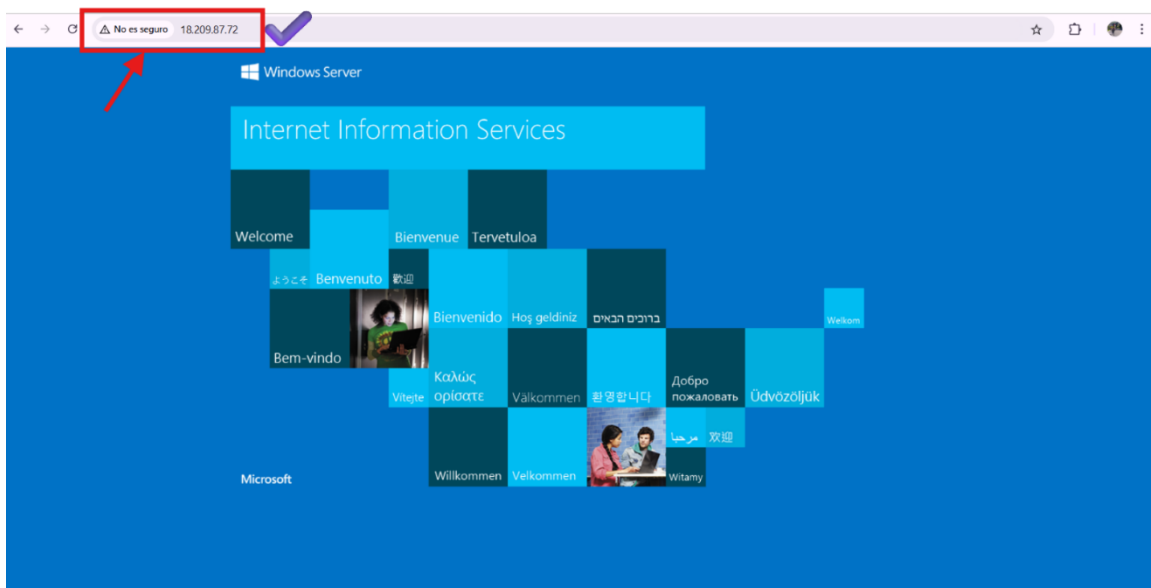 No es seguro 18.209.87.72
Windows Server
Internet Information Services
Welcome
Bienvenue
Tervetuloa
ようこそ
Benvenuto
歡迎
Bienvenido
Hoş geldiniz
ברוכים הבאים
Welkom
Bem-vindo
Vítejte
Καλώς
ορίσατε
Välkommen
환영합니다
Добро
пожаловать
Üdvözöljük
مرحبا
欢迎
Microsoft
Willkommen
Velkommen
Witamy